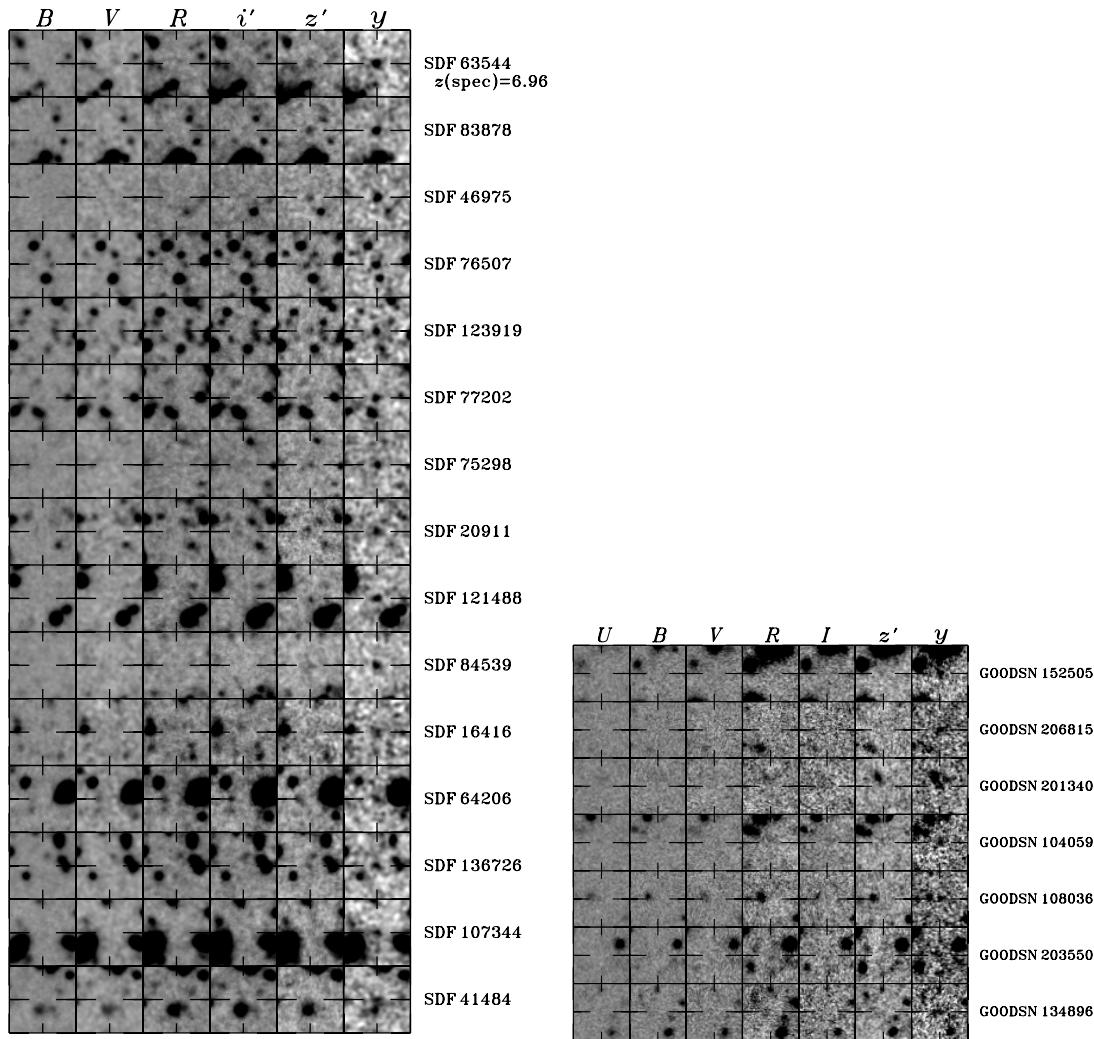 B V R i' z' y
SDF 63544
z(spec)=6.96
SDF 83878
SDF 46975
SDF 76507
SDF 123919
SDF 77202
SDF 75298
SDF 20911
SDF 121488
SDF 84539
SDF 16416
SDF 64206
SDF 136726
SDF 107344
SDF 41484
U B V R I z' y
GOODSN 152505
GOODSN 206815
GOODSN 201340
GOODSN 104059
GOODSN 108036
GOODSN 203550
GOODSN 134896